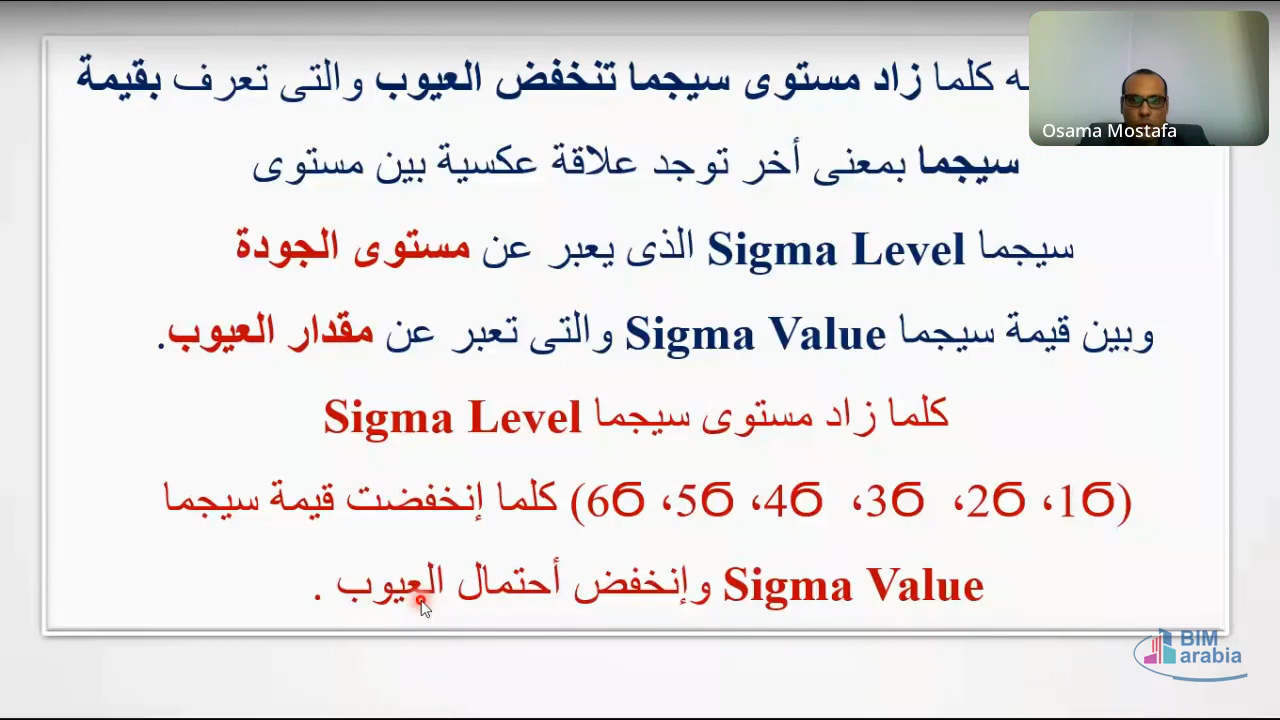 كلما زاد مستوى سيجما تنخفض العيوب والتى تعرف بقيمة
سيجما بمعنى أخر توجد علاقة عكسية بين مستوى
سيجما Sigma Level الذى يعبر عن مستوى الجودة
وبين قيمة سيجما Sigma Value والتى تعبر عن مقدار العيوب.
كلما زاد مستوى سيجما Sigma Level
(1Ϭ، 2Ϭ، 3Ϭ، 4Ϭ، 5Ϭ، 6Ϭ) كلما إنخفضت قيمة سيجما
Sigma Value وإنخفض أحتمال العيوب .
Osama Mostafa
BIM
arabia